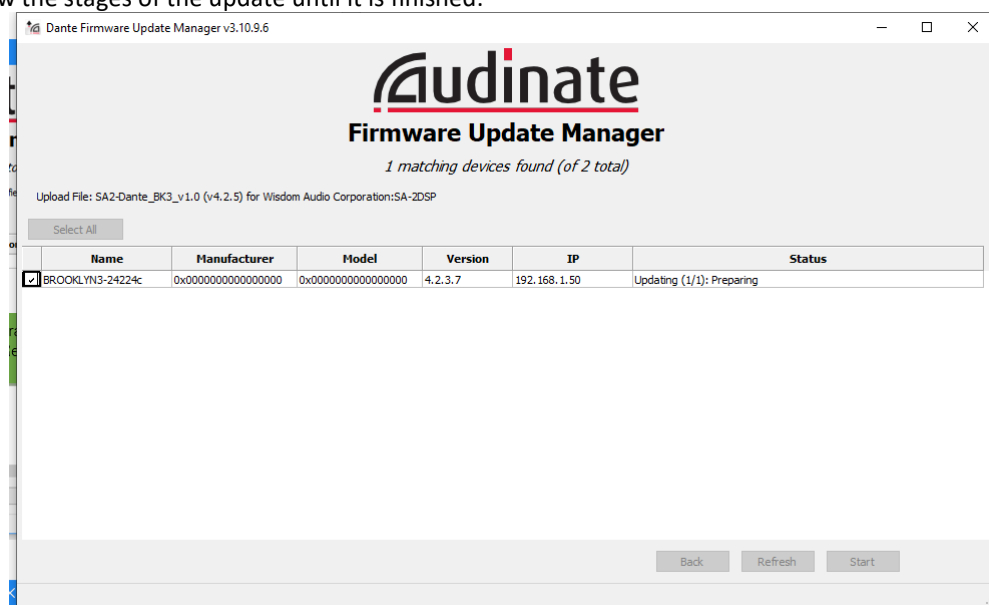 w the stages of the update until it is finished.
Dante Firmware Update Manager v3.10.9.6
Audinate
Firmware Update Manager
1 matching devices found (of 2 total)
Upload File: SA2-Dante_BK3_v1.0 (v4.2.5) for Wisdom Audio Corporation:SA-2DSP
Select All
Name Manufacturer Model Version IP Status
BROOKLYN3-24224c 0x0000000000000000 0x0000000000000000 4.2.3.7 192.168.1.50 Updating (1/1): Preparing
Back Refresh Start